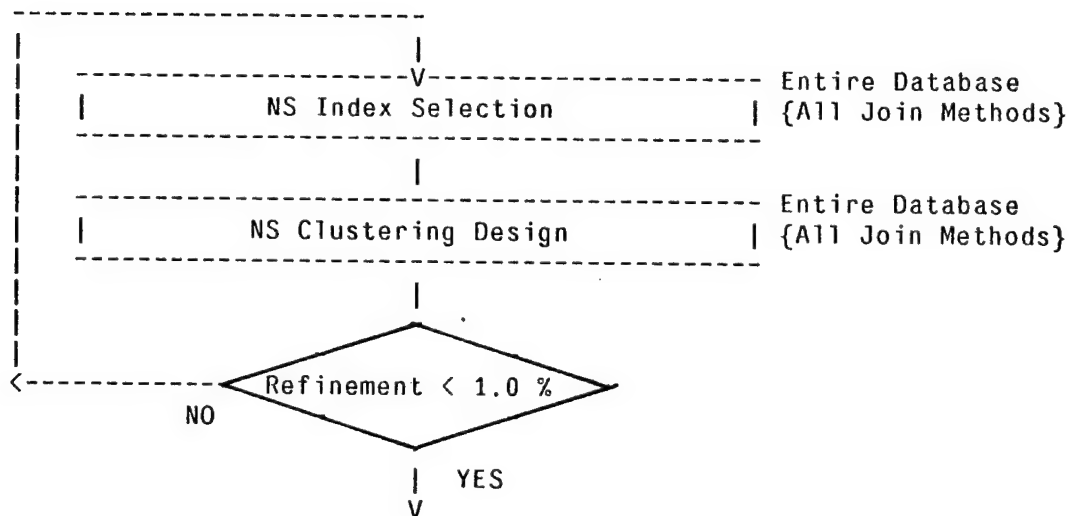 Entire Database
NS Index Selection {All Join Methods}
Entire Database
NS Clustering Design {All Join Methods}
Refinement < 1.0 %
NO
YES